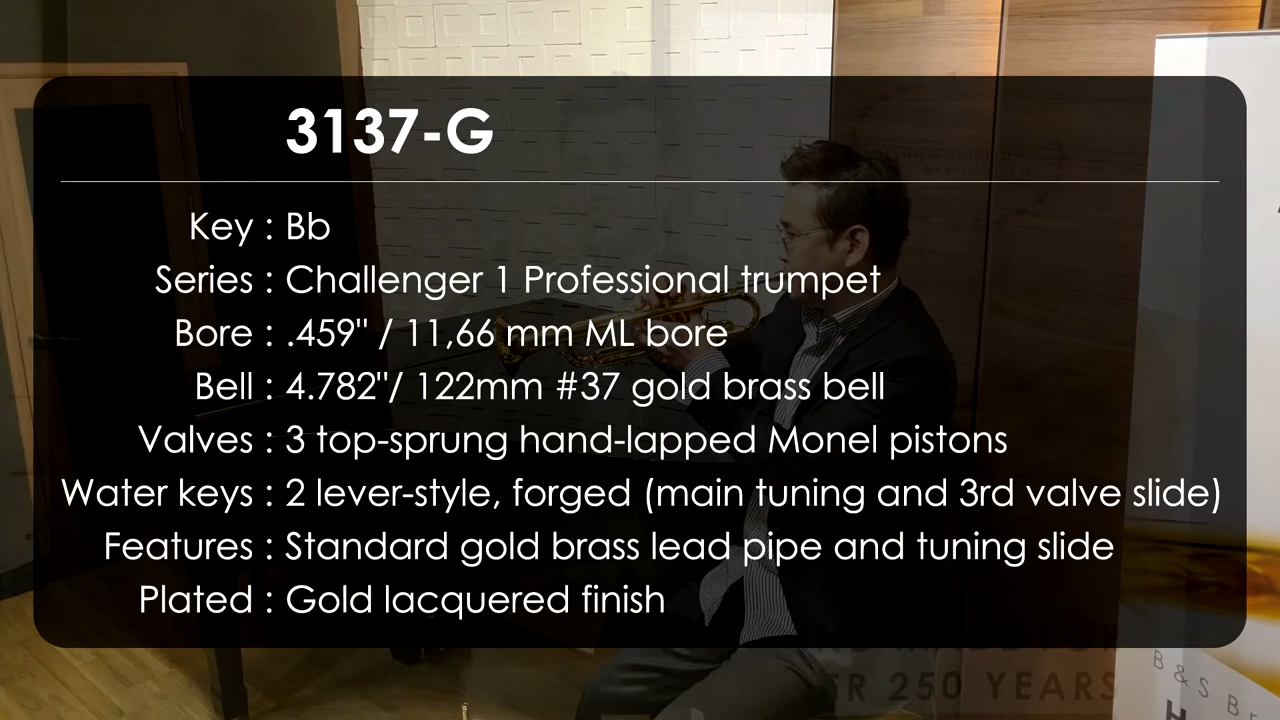 3137-G
Key : Bb
Series : Challenger 1 Professional trumpet
Bore : .459" / 11,66 mm ML bore
Bell : 4.782"/ 122mm #37 gold brass bell
Valves : 3 top-sprung hand-lapped Monel pistons
Water keys : 2 lever-style, forged (main tuning and 3rd valve slide)
Features : Standard gold brass lead pipe and tuning slide
Plated : Gold lacquered finish
FOR
250 YEARS
B&S
H